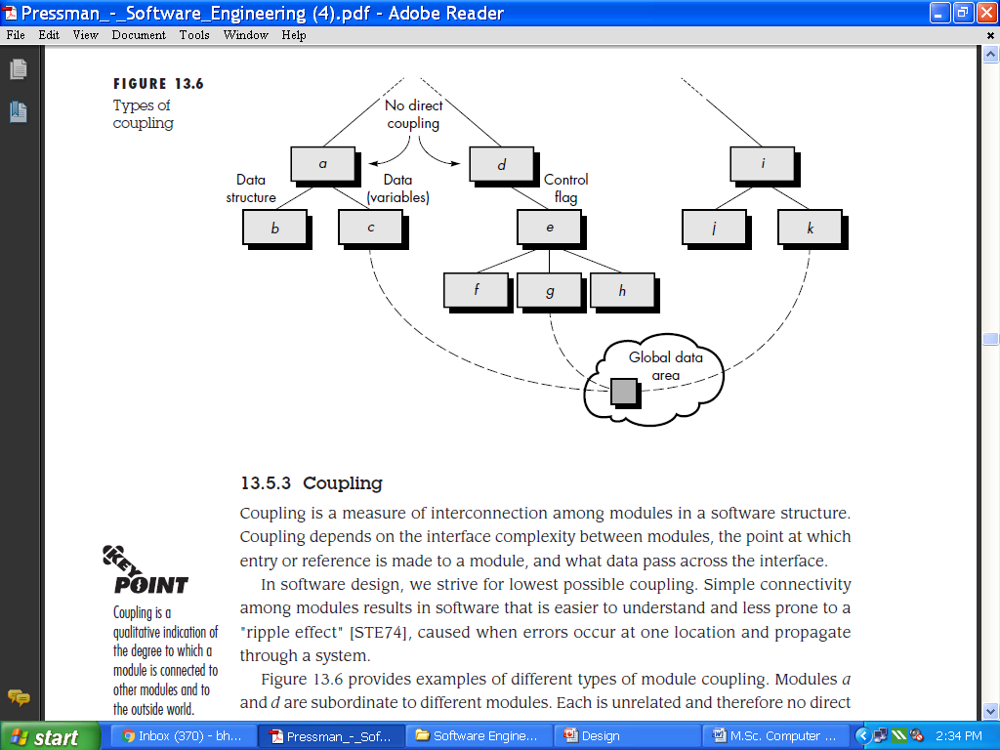 Pressman_-_Software_Engineering (4).pdf - Adobe Reader
File Edit View Document Tools Window Help
FIGURE 13.6
Types of
coupling
No direct
coupling
a
d
i
Data
structure
Data
(variables)
Control
flag
b
c
e
j
k
f
g
h
Global data
area
13.5.3 Coupling
Coupling is a measure of interconnection among modules in a software structure.
Coupling depends on the interface complexity between modules, the point at which
entry or reference is made to a module, and what data pass across the interface.
In software design, we strive for lowest possible coupling. Simple connectivity
among modules results in software that is easier to understand and less prone to a
"ripple effect" [STE74], caused when errors occur at one location and propagate
through a system.
Figure 13.6 provides examples of different types of module coupling. Modules a
and d are subordinate to different modules. Each is unrelated and therefore no direct
KEY
POINT
Coupling is a
qualitative indication of
the degree to which a
module is connected to
other modules and to
the outside world.
start
Inbox (370) - bh...
Pressman_-_Sof...
Software Engine...
Design
M.Sc. Computer ...
2:34 PM